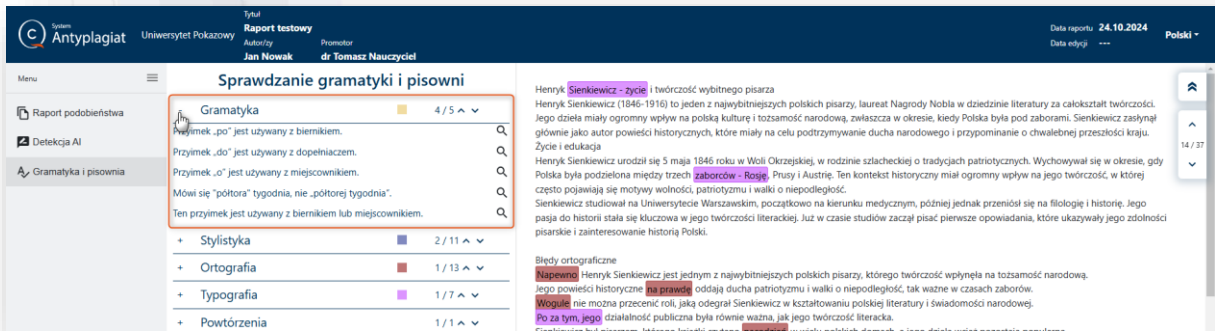 System
Antyplagiat
Uniwersytet Pokazowy
Tytuł
Raport testowy
Autor/zy Promotor
Jan Nowak dr Tomasz Nauczyciel
Data raportu 24.10.2024
Data edycji ---
Polski
Menu
Raport podobieństwa
Detekcja AI
Gramatyka i pisownia
Sprawdzanie gramatyki i pisowni
- Gramatyka 4 / 5
Przyimek „po" jest używany z biernikiem.
Przyimek „do" jest używany z dopełniaczem.
Przyimek „o" jest używany z miejscownikiem.
Mówi się "półtora" tygodnia, nie „półtorej tygodnia".
Ten przyimek jest używany z biernikiem lub miejscownikiem.
+ Stylistyka 2 / 11
+ Ortografia 1 / 13
+ Typografia 1 / 7
+ Powtórzenia 1 / 1
Henryk Sienkiewicz - życie i twórczość wybitnego pisarza
Henryk Sienkiewicz (1846-1916) to jeden z najwybitniejszych polskich pisarzy, laureat Nagrody Nobla w dziedzinie literatury za całokształt twórczości.
Jego dzieła miały ogromny wpływ na polską kulturę i tożsamość narodową, zwłaszcza w okresie, kiedy Polska była pod zaborami. Sienkiewicz zasłynął
głównie jako autor powieści historycznych, które miały na celu podtrzymywanie ducha narodowego i przypominanie o chwalebnej przeszłości kraju.
Życie i edukacja
Henryk Sienkiewicz urodził się 5 maja 1846 roku w Woli Okrzejskiej, w rodzinie szlacheckiej o tradycjach patriotycznych. Wychowywał się w okresie, gdy
Polska była podzielona między trzech zaborców - Rosję, Prusy i Austrię. Ten kontekst historyczny miał ogromny wpływ na jego twórczość, w której
często pojawiają się motywy wolności, patriotyzmu i walki o niepodległość.
Sienkiewicz studiował na Uniwersytecie Warszawskim, początkowo na kierunku medycznym, później jednak przeniósł się na filologię i historię. Jego
pasja do historii stała się kluczowa w jego twórczości literackiej. Już w czasie studiów zaczął pisać pierwsze opowiadania, które ukazywały jego zdolności
pisarskie i zainteresowanie historią Polski.
Błędy ortograficzne
Napewno Henryk Sienkiewicz jest jednym z najwybitniejszych polskich pisarzy, którego twórczość wpłynęła na tożsamość narodową.
Jego powieści historyczne na prawdę oddają ducha patriotyzmu i walki o niepodległość, tak ważne w czasach zaborów.
Wogule nie można przecenić roli, jaką odegrał Sienkiewicz w kształtowaniu polskiej literatury i świadomości narodowej.
Po za tym, jego działalność publiczna była równie ważna, jak jego twórczość literacka.
14 / 37